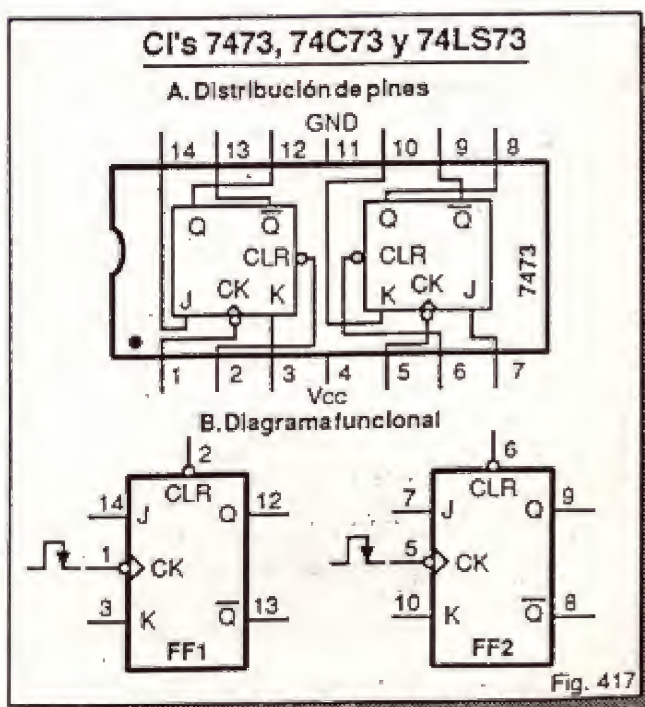 CI's 7473, 74C73 y 74LS73
A. Distribución de pines
GND
14 13 12 11 10 9 8
Q Q̅ Q Q̅
CLR CLR
J CK K K CK J
7473
1 2 3 4 5 6 7
Vcc
B. Diagrama funcional
2 6
CLR CLR
14 J Q 12 7 J Q 9
1 CK 5 CK
3 K Q̅ 13 10 K Q̅ 8
FF1 FF2
Fig. 417